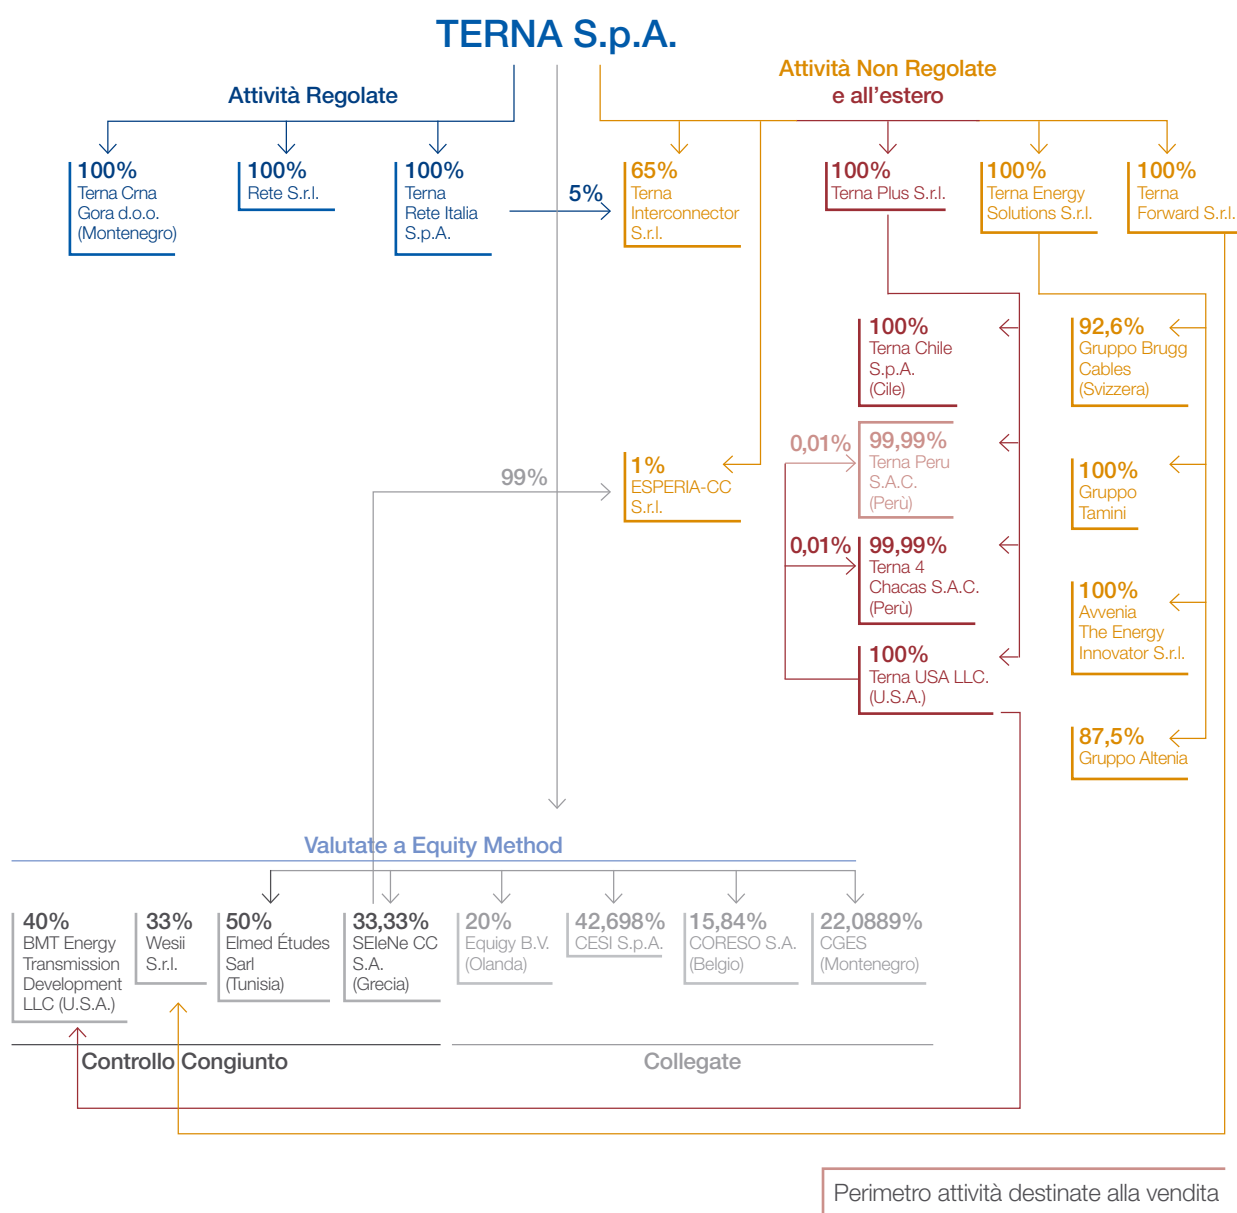 TERNA S.p.A.
Attività Regolate
Attività Non Regolate
e all'estero
100%
Terna Crna
Gora d.o.o.
(Montenegro)
100%
Rete S.r.l.
100%
Terna
Rete Italia
S.p.A.
5%
65%
Terna
Interconnector
S.r.l.
100%
Terna Plus S.r.l.
100%
Terna Energy
Solutions S.r.l.
100%
Terna
Forward S.r.l.
100%
Terna Chile
S.p.A.
(Cile)
92,6%
Gruppo Brugg
Cables
(Svizzera)
0,01%
99,99%
Terna Peru
S.A.C.
(Perù)
99%
1%
ESPERIA-CC
S.r.l.
100%
Gruppo
Tamini
0,01%
99,99%
Terna 4
Chacas S.A.C.
(Perù)
100%
Avvenia
The Energy
Innovator S.r.l.
100%
Terna USA LLC.
(U.S.A.)
87,5%
Gruppo Altenia
Valutate a Equity Method
40%
BMT Energy
Transmission
Development
LLC (U.S.A.)
33%
Wesii
S.r.l.
50%
Elmed Études
Sarl
(Tunisia)
33,33%
SEleNe CC
S.A.
(Grecia)
20%
Equigy B.V.
(Olanda)
42,698%
CESI S.p.A.
15,84%
CORESO S.A.
(Belgio)
22,0889%
CGES
(Montenegro)
Controllo Congiunto
Collegate
Perimetro attività destinate alla vendita